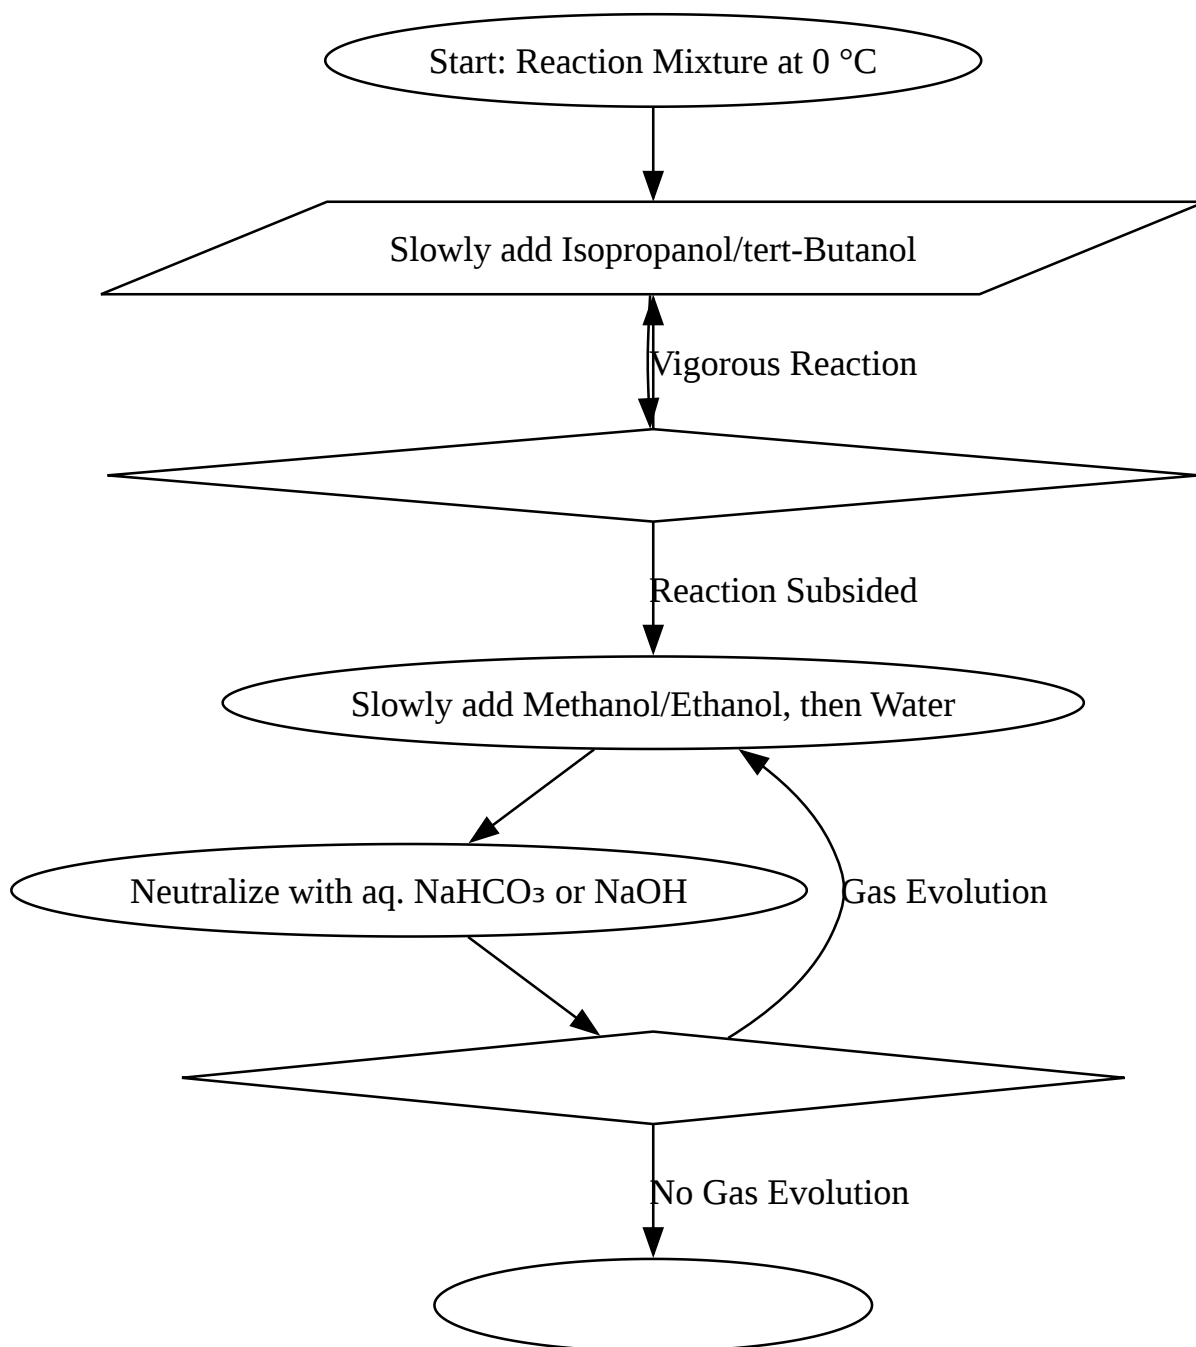 Start: Reaction Mixture at 0 °C
Slowly add Isopropanol/tert-Butanol
Vigorous Reaction
Reaction Subsided
Slowly add Methanol/Ethanol, then Water
Neutralize with aq. NaHCO₃ or NaOH
Gas Evolution
No Gas Evolution